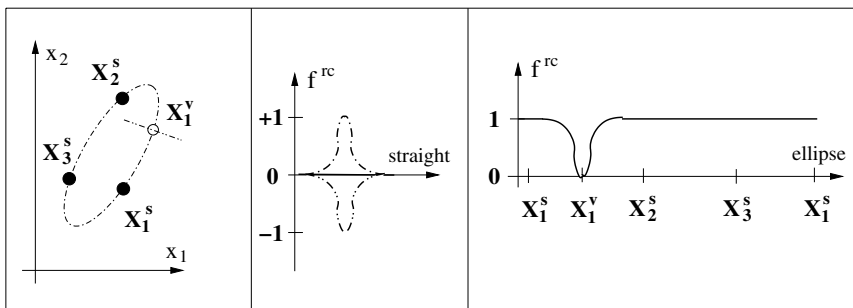 x₂
X₂ˢ
X₁ᵛ
X₃ˢ
X₁ˢ
x₁
f ʳᶜ
+1
straight
0
−1
f ʳᶜ
1
ellipse
0
X₁ˢ X₁ᵛ X₂ˢ X₃ˢ X₁ˢ